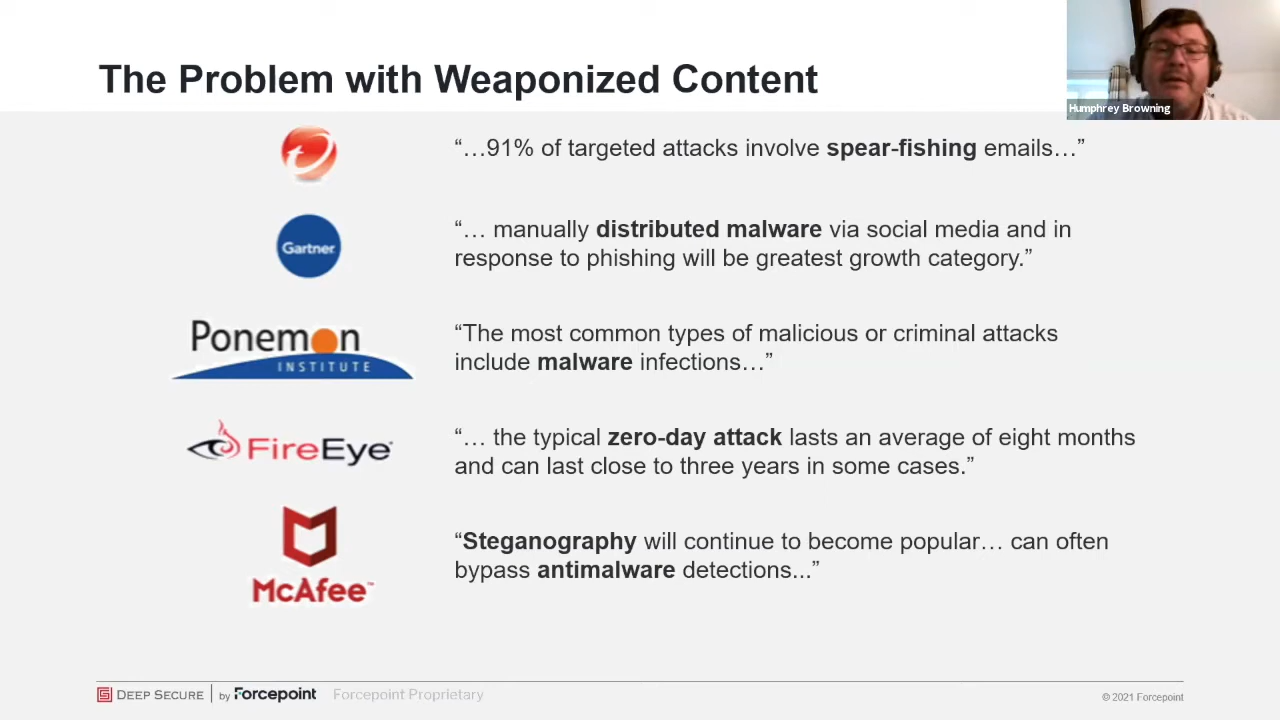 The Problem with Weaponized Content
Humphrey Browning
“…91% of targeted attacks involve spear-fishing emails…”
Gartner
“… manually distributed malware via social media and in
response to phishing will be greatest growth category.”
Ponemon
INSTITUTE
“The most common types of malicious or criminal attacks
include malware infections…”
FireEye
“… the typical zero-day attack lasts an average of eight months
and can last close to three years in some cases.”
McAfee™
“Steganography will continue to become popular… can often
bypass antimalware detections...”
DEEP SECURE | by Forcepoint Forcepoint Proprietary
© 2021 Forcepoint